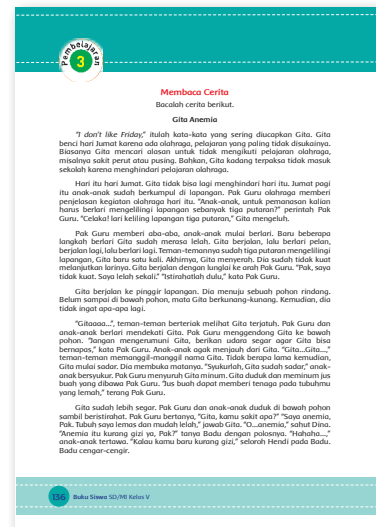 Pembelajaran
3
Membaca Cerita
Bacalah cerita berikut.
Gita Anemia
"I don't like Friday," itulah kata-kata yang sering diucapkan Gita. Gita
benci hari Jumat karena ada olahraga, pelajaran yang paling tidak disukainya.
Biasanya Gita mencari alasan untuk tidak mengikuti pelajaran olahraga,
misalnya sakit perut atau pusing. Bahkan, Gita kadang terpaksa tidak masuk
sekolah karena menghindari pelajaran olahraga.
Hari itu hari Jumat. Gita tidak bisa lagi menghindari hari itu. Jumat pagi
itu anak-anak sudah berkumpul di lapangan. Pak Guru olahraga memberi
penjelasan kegiatan olahraga hari itu. "Anak-anak, untuk pemanasan kalian
harus berlari mengelilingi lapangan sebanyak tiga putaran?" perintah Pak
Guru. "Celaka! lari keliling lapangan tiga putaran," Gita mengeluh.
Pak Guru memberi aba-aba, anak-anak mulai berlari. Baru beberapa
langkah berlari Gita sudah merasa lelah. Gita berjalan, lalu berlari pelan,
berjalan lagi, lalu berlari lagi. Teman-temannya sudah tiga putaran mengelilingi
lapangan, Gita baru satu kali. Akhirnya, Gita menyerah. Dia sudah tidak kuat
melanjutkan larinya. Gita berjalan dengan lunglai ke arah Pak Guru. "Pak, saya
tidak kuat. Saya lelah sekali." "Istirahatlah dulu," kata Pak Guru.
Gita berjalan ke pinggir lapangan. Dia menuju sebuah pohon rindang.
Belum sampai di bawah pohon, mata Gita berkunang-kunang. Kemudian, dia
tidak ingat apa-apa lagi.
"Gitaaaa...", teman-teman berteriak melihat Gita terjatuh. Pak Guru dan
anak-anak berlari mendekati Gita. Pak Guru menggendong Gita ke bawah
pohon. "Jangan mengerumuni Gita, berikan udara segar agar Gita bisa
bernapas," kata Pak Guru. Anak-anak agak menjauh dari Gita. "Gita...Gita...,"
teman-teman memanggil-manggil nama Gita. Tidak berapa lama kemudian,
Gita mulai sadar. Dia membuka matanya. "Syukurlah, Gita sudah sadar," anak-
anak bersyukur. Pak Guru menyuruh Gita minum. Gita duduk dan meminum jus
buah yang dibawa Pak Guru. "Jus buah dapat memberi tenaga pada tubuhmu
yang lemah," terang Pak Guru.
Gita sudah lebih segar. Pak Guru dan anak-anak duduk di bawah pohon
sambil beristirahat. Pak Guru bertanya, "Gita, kamu sakit apa?" "Saya anemia,
Pak. Tubuh saya lemas dan mudah lelah," jawab Gita. "O...anemia," sahut Dina.
"Anemia itu kurang gizi ya, Pak?" tanya Badu dengan polosnya. "Hahaha...,"
anak-anak tertawa. "Kalau kamu baru kurang gizi," seloroh Hendi pada Badu.
Badu cengar-cengir.
136 Buku Siswa SD/MI Kelas V